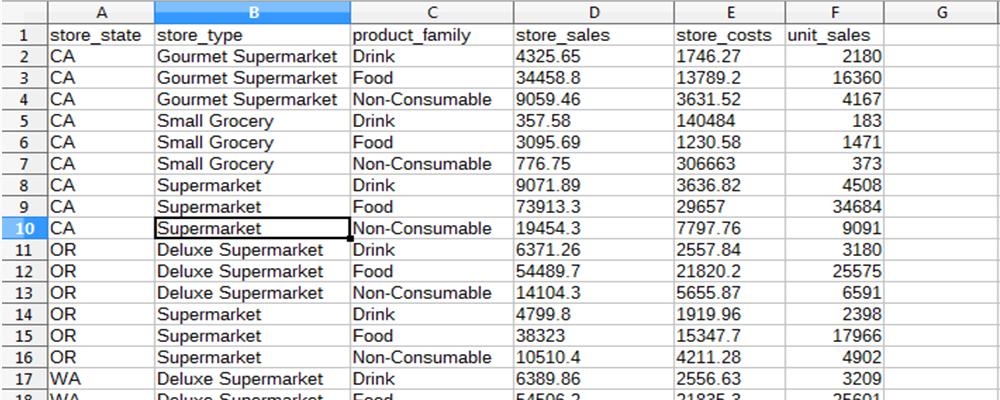 A B C D E F G
1 store_state store_type product_family store_sales store_costs unit_sales
2 CA Gourmet Supermarket Drink 4325.65 1746.27 2180
3 CA Gourmet Supermarket Food 34458.8 13789.2 16360
4 CA Gourmet Supermarket Non-Consumable 9059.46 3631.52 4167
5 CA Small Grocery Drink 357.58 140484 183
6 CA Small Grocery Food 3095.69 1230.58 1471
7 CA Small Grocery Non-Consumable 776.75 306663 373
8 CA Supermarket Drink 9071.89 3636.82 4508
9 CA Supermarket Food 73913.3 29657 34684
10 CA Supermarket Non-Consumable 19454.3 7797.76 9091
11 OR Deluxe Supermarket Drink 6371.26 2557.84 3180
12 OR Deluxe Supermarket Food 54489.7 21820.2 25575
13 OR Deluxe Supermarket Non-Consumable 14104.3 5655.87 6591
14 OR Supermarket Drink 4799.8 1919.96 2398
15 OR Supermarket Food 38323 15347.7 17966
16 OR Supermarket Non-Consumable 10510.4 4211.28 4902
17 WA Deluxe Supermarket Drink 6389.86 2556.63 3209
18 WA Deluxe Supermarket Food 54506.2 21835.3 25601